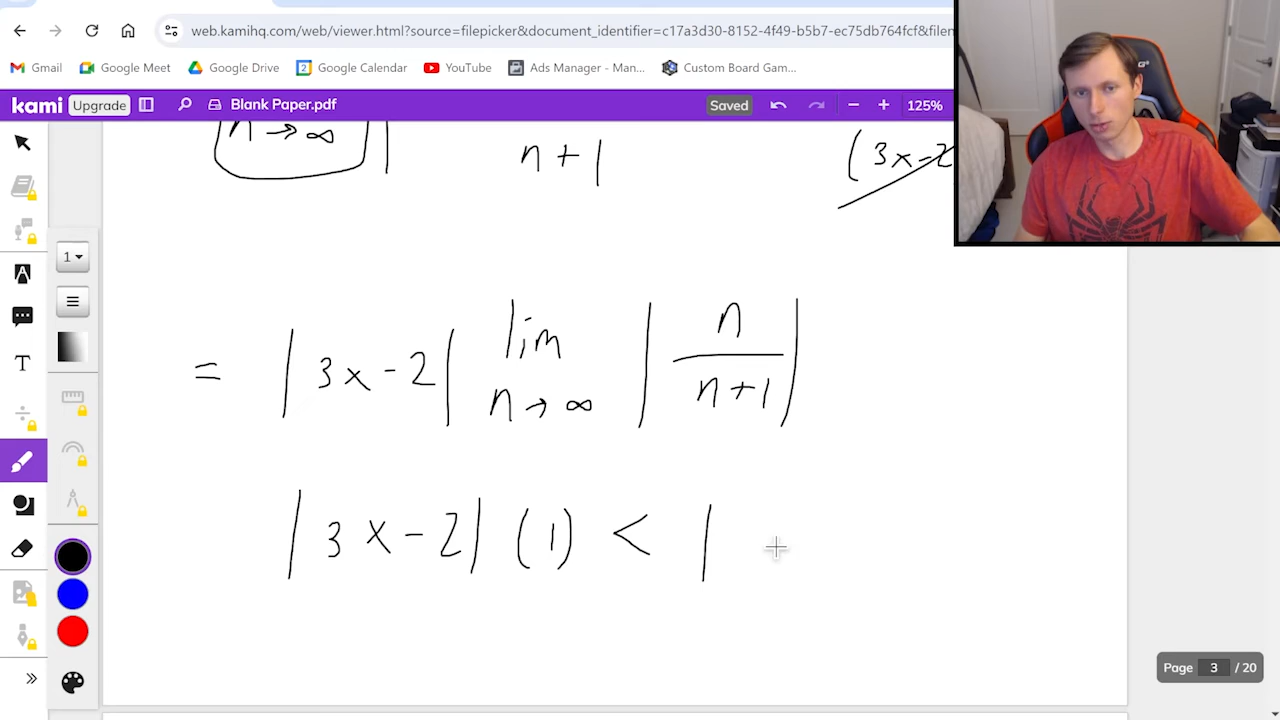 web.kamihq.com/web/viewer.html?source=filepicker&document_identifier=c17a3d30-8152-4f49-b5b7-ec75db764fcf&filen
Gmail Google Meet Google Drive 2 Google Calendar YouTube Ads Manager - Man... Custom Board Gam...
kami Upgrade Blank Paper.pdf Saved 125%
n→∞ | n+1 (3x-2
1
= |3x-2| lim n→∞ | n/(n+1) |
T
|3x-2| (1) < |
Page 3 / 20